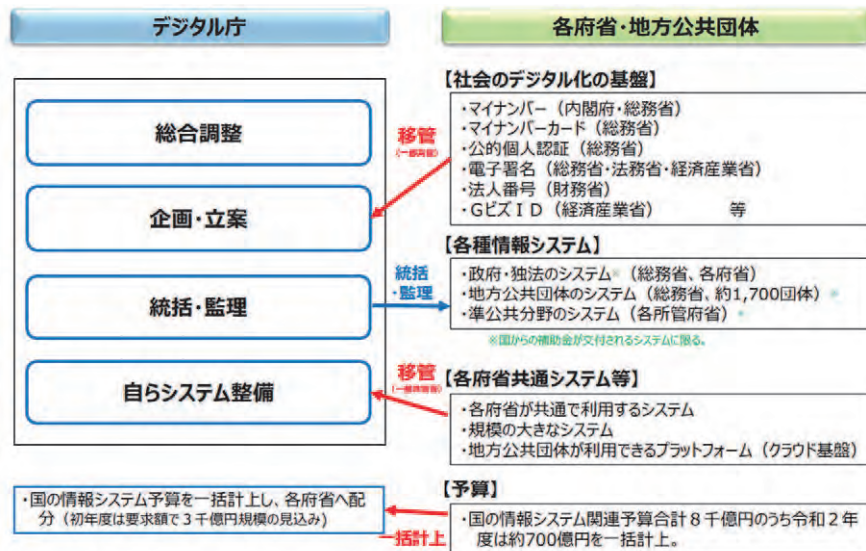 デジタル庁
総合調整
企画・立案
統括・監理
自らシステム整備
・国の情報システム予算を一括計上し、各府省へ配
分（初年度は要求額で３千億円規模の見込み)
移管
統括
・監理
移管
一括計上
各府省・地方公共団体
【社会のデジタル化の基盤】
・マイナンバー（内閣府・総務省）
・マイナンバーカード（総務省）
・公的個人認証（総務省）
・電子署名（総務省・法務省・経済産業省）
・法人番号（財務省）
・GビズＩＤ（経済産業省） 等
【各種情報システム】
・政府・独法のシステム※（総務省、各府省）
・地方公共団体のシステム（総務省、約1,700団体）※
・準公共分野のシステム（各所管府省）※
※国からの補助金が交付されるシステムに限る。
【各府省共通システム等】
・各府省が共通で利用するシステム
・規模の大きなシステム
・地方公共団体が利用できるプラットフォーム（クラウド基盤）
【予算】
・国の情報システム関連予算合計８千億円のうち令和２年
度は約700億円を一括計上。